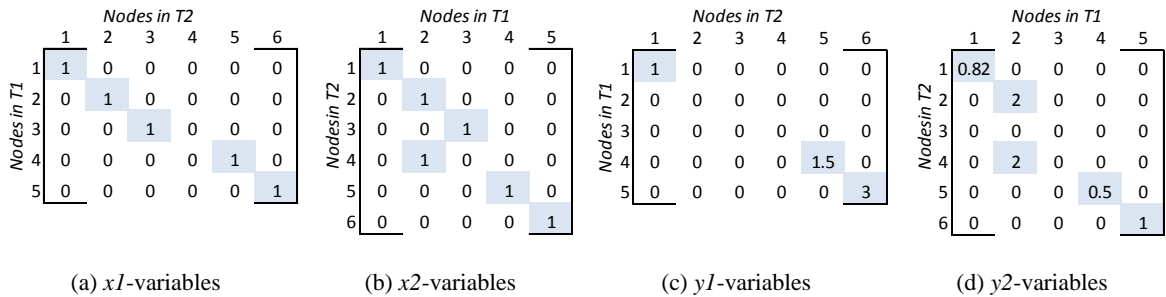 Nodes in T2
1 2 3 4 5 6
Nodes in T1
1 1 0 0 0 0 0
2 0 1 0 0 0 0
3 0 0 1 0 0 0
4 0 0 0 0 1 0
5 0 0 0 0 0 1
(a) x1-variables
Nodes in T1
1 2 3 4 5
Nodesin T2
1 1 0 0 0 0
2 0 1 0 0 0
3 0 0 1 0 0
4 0 1 0 0 0
5 0 0 0 1 0
6 0 0 0 0 1
(b) x2-variables
Nodes in T2
1 2 3 4 5 6
Nodes in T1
1 1 0 0 0 0 0
2 0 0 0 0 0 0
3 0 0 0 0 0 0
4 0 0 0 0 1.5 0
5 0 0 0 0 0 3
(c) y1-variables
Nodes in T1
1 2 3 4 5
Nodes in T2
1 0.82 0 0 0 0
2 0 2 0 0 0
3 0 0 0 0 0
4 0 2 0 0 0
5 0 0 0 0.5 0
6 0 0 0 0 1
(d) y2-variables